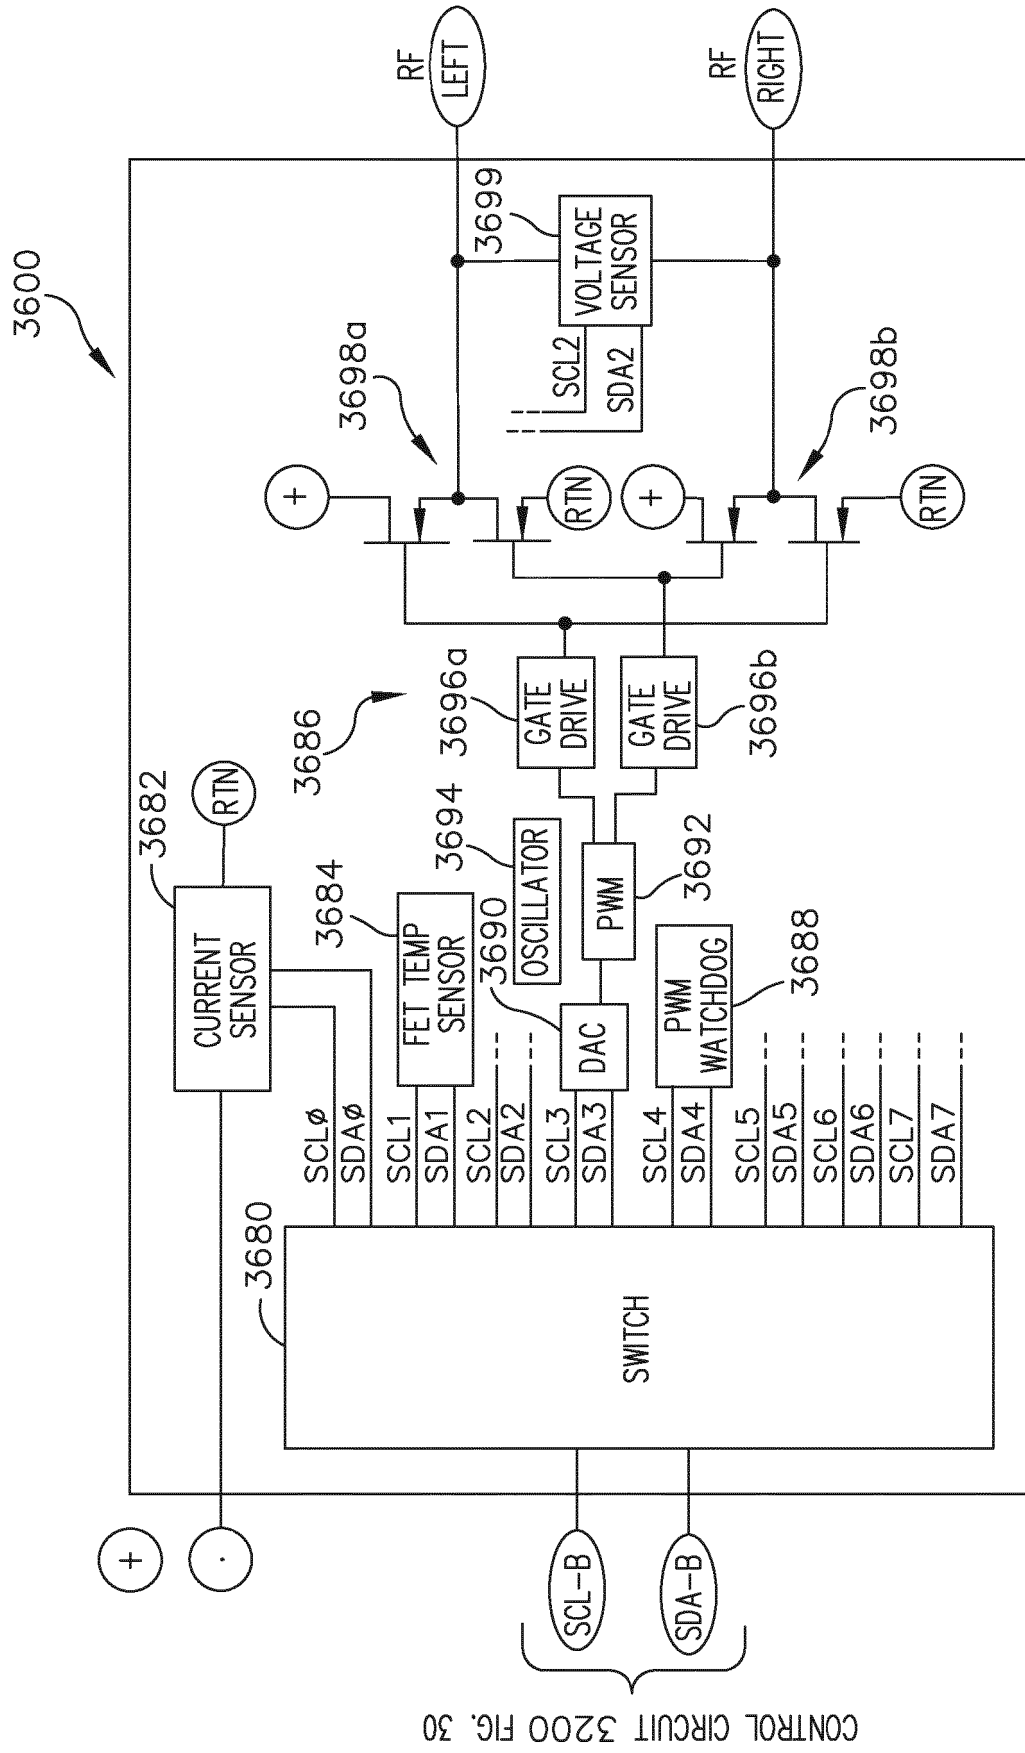 3600
+
-
3682
CURRENT
SENSOR
RTN
3680
SWITCH
SCLØ
SDAØ
SCL1
SDA1
SCL2
SDA2
SCL3
SDA3
SCL4
SDA4
SCL5
SDA5
SCL6
SDA6
SCL7
SDA7
3684
FET TEMP
SENSOR
3686
3694
OSCILLATOR
3690
DAC
PWM
3692
PWM
WATCHDOG
3688
3696a
GATE
DRIVE
GATE
DRIVE
3696b
+
3698a
RTN
+
3698b
RTN
SCL2
SDA2
3699
VOLTAGE
SENSOR
RF
LEFT
RF
RIGHT
SCL-B
SDA-B
CONTROL CIRCUIT 3200 FIG. 30